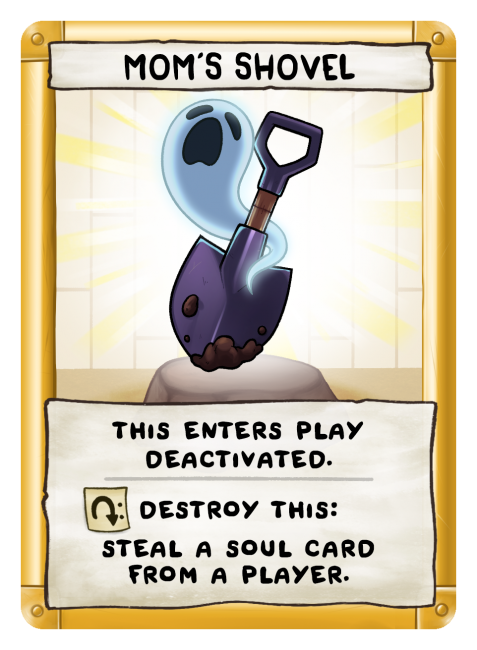 MOM'S SHOVEL
THIS ENTERS PLAY
DEACTIVATED.
DESTROY THIS:
STEAL A SOUL CARD
FROM A PLAYER.